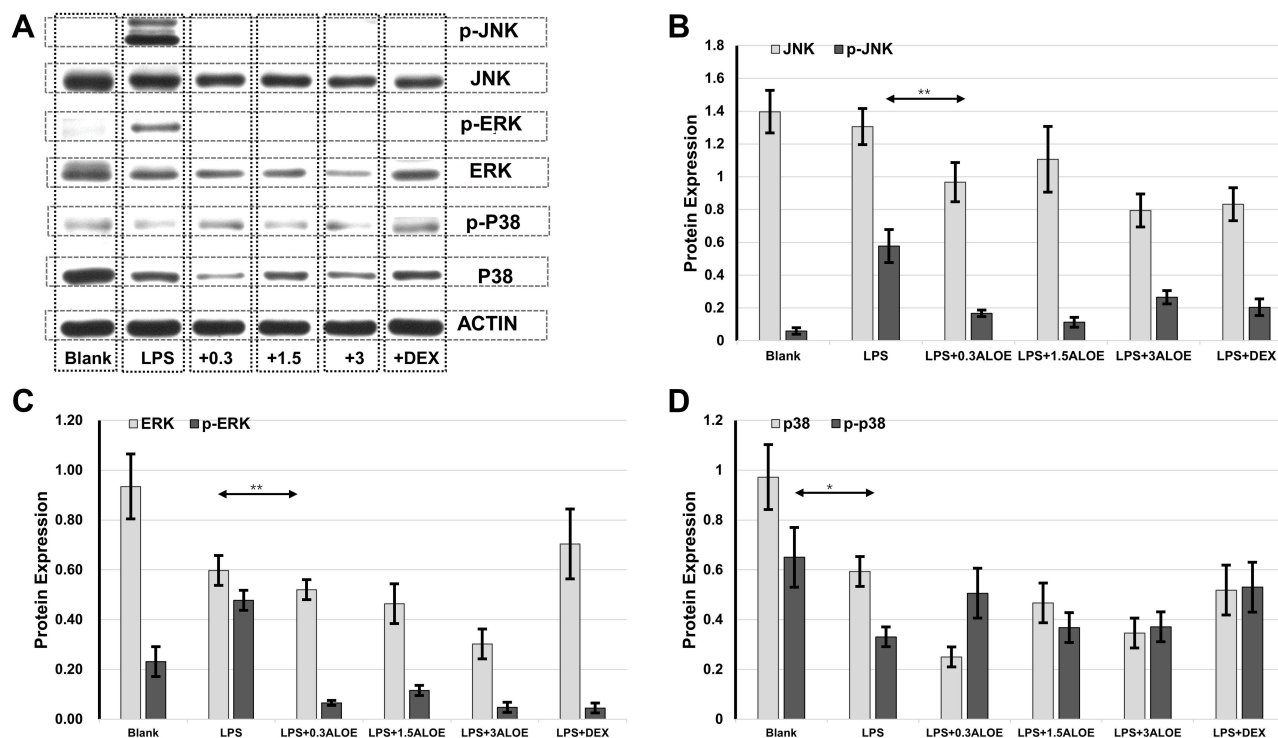 A
p-JNK
JNK
p-ERK
ERK
p-P38
P38
ACTIN
Blank LPS +0.3 +1.5 +3 +DEX
B
JNK p-JNK
Protein Expression
1.8
1.6
1.4
1.2
1
0.8
0.6
0.4
0.2
0
**
Blank LPS LPS+0.3ALOE LPS+1.5ALOE LPS+3ALOE LPS+DEX
C
ERK p-ERK
Protein Expression
1.20
1.00
0.80
0.60
0.40
0.20
0.00
**
Blank LPS LPS+0.3ALOE LPS+1.5ALOE LPS+3ALOE LPS+DEX
D
p38 p-p38
Protein Expression
1.2
1
0.8
0.6
0.4
0.2
0
*
Blank LPS LPS+0.3ALOE LPS+1.5ALOE LPS+3ALOE LPS+DEX